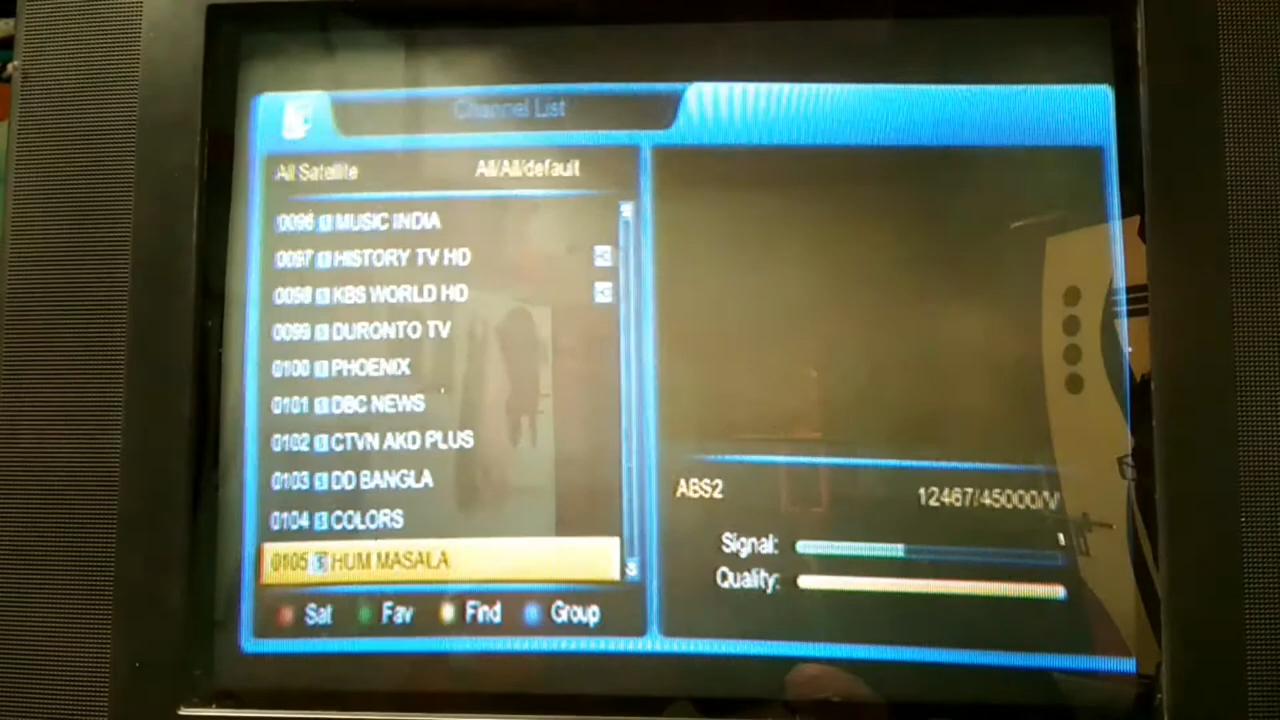 Channel List
All Satellite All/All/default
0096 S MUSIC INDIA
0097 S HISTORY TV HD
0098 S KBS WORLD HD
0099 S DURONTO TV
0100 S PHOENIX
0101 S DBC NEWS
0102 S CTVN AKD PLUS
0103 S DD BANGLA
0104 S COLORS
0105 S HUM MASALA
Sat Fav Find Group
ABS2 12467/45000/V
Signal:
Quality: